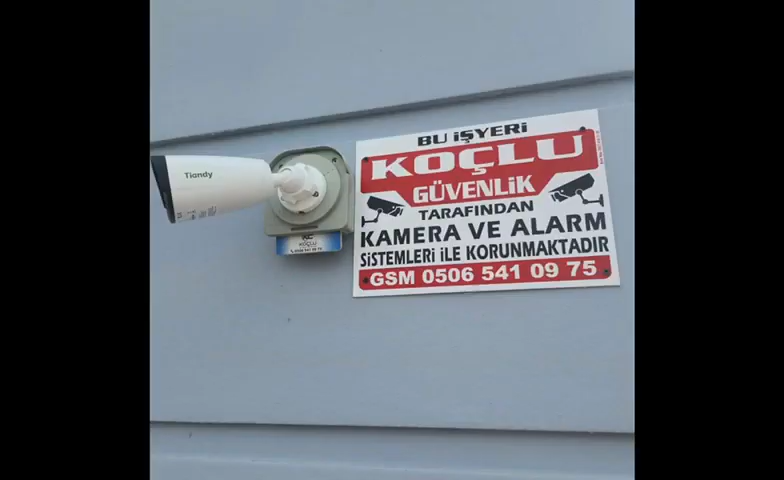 Tiandy
KOÇLU
BU İŞYERİ
KOÇLU
GÜVENLİK
TARAFINDAN
KAMERA VE ALARM
SİSTEMLERİ İLE KORUNMAKTADIR
GSM 0506 541 09 75